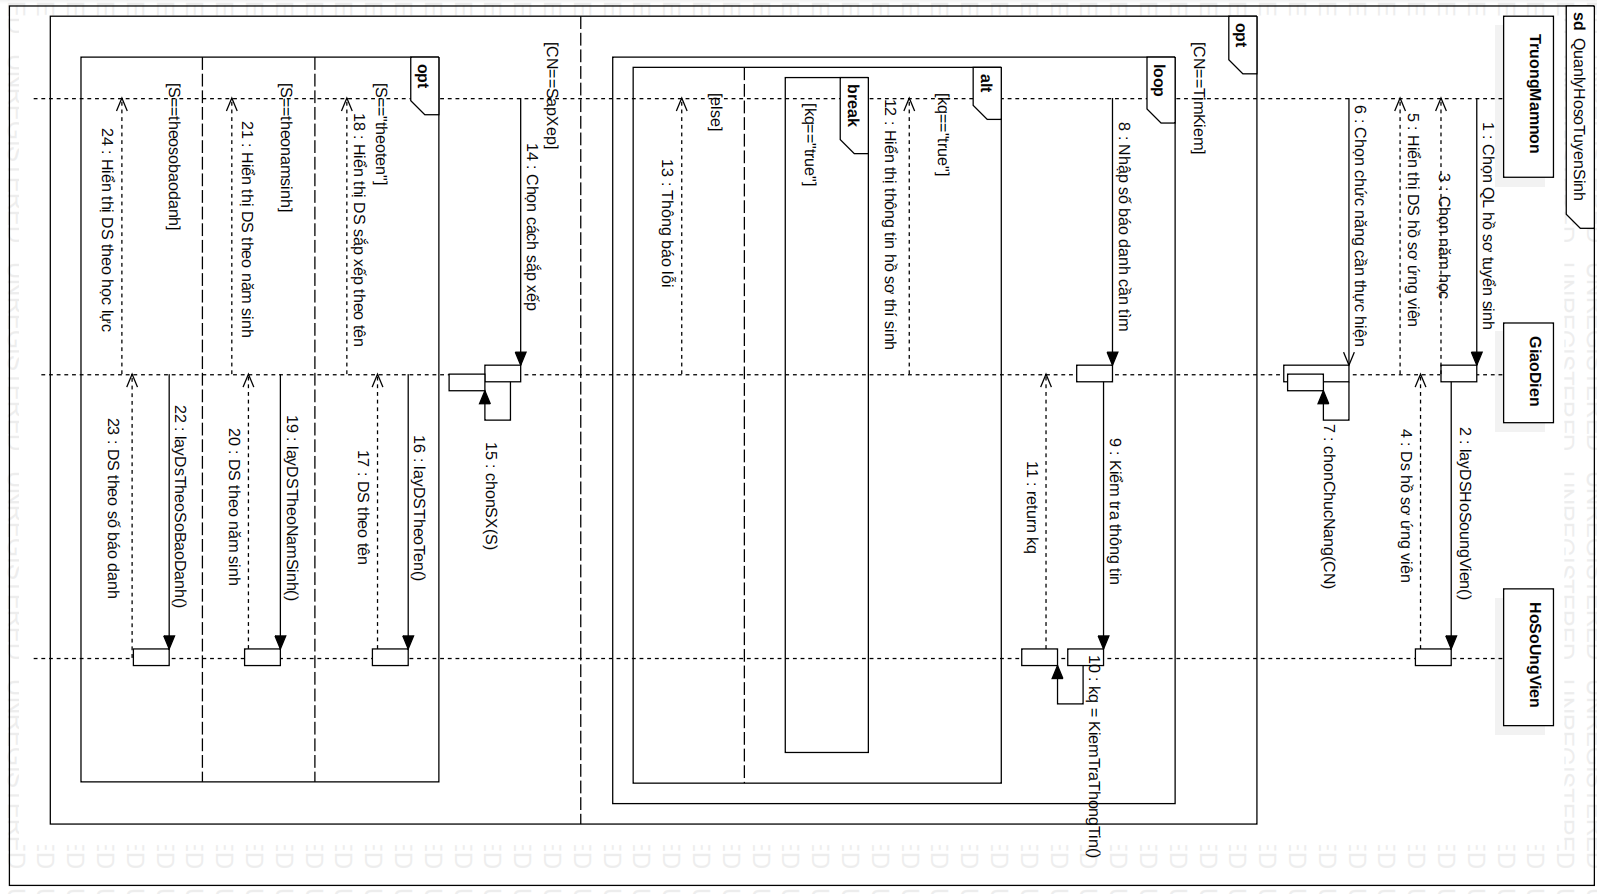 sd QuanlyHosoTuyenSinh
TruongMamnon
GiaoDien
HoSoUngVien
1 : Chọn QL hồ sơ tuyển sinh
2 : layDSHoSoungVien()
3 : Chọn năm học
4 : Ds hồ sơ ứng viên
5 : Hiển thị DS hồ sơ ứng viên
6 : Chọn chức năng cần thực hiện
7 : chonChucNang(CN)
opt
[CN==TimKiem]
loop
8 : Nhập số báo danh cần tìm
9 : Kiểm tra thông tin
10 : kq = KiemTraThongTin()
11 : return kq
alt
[kq=="true"]
12 : Hiển thị thông tin hồ sơ thí sinh
break
[kq=="true"]
[else]
13 : Thông báo lỗi
[CN==SapXep]
14 : Chọn cách sắp xếp
15 : chonSX(S)
opt
[S=="theoten"]
16 : layDSTheoTen()
17 : DS theo tên
18 : Hiển thị DS sắp xếp theo tên
[S==theonamsinh]
19 : layDSTheoNamSinh()
20 : DS theo năm sinh
21 : Hiển thị DS theo năm sinh
[S==theosobaodanh]
22 : layDsTheoSoBaoDanh()
23 : DS theo số báo danh
24 : Hiển thị DS theo học lực
UNREGISTERED